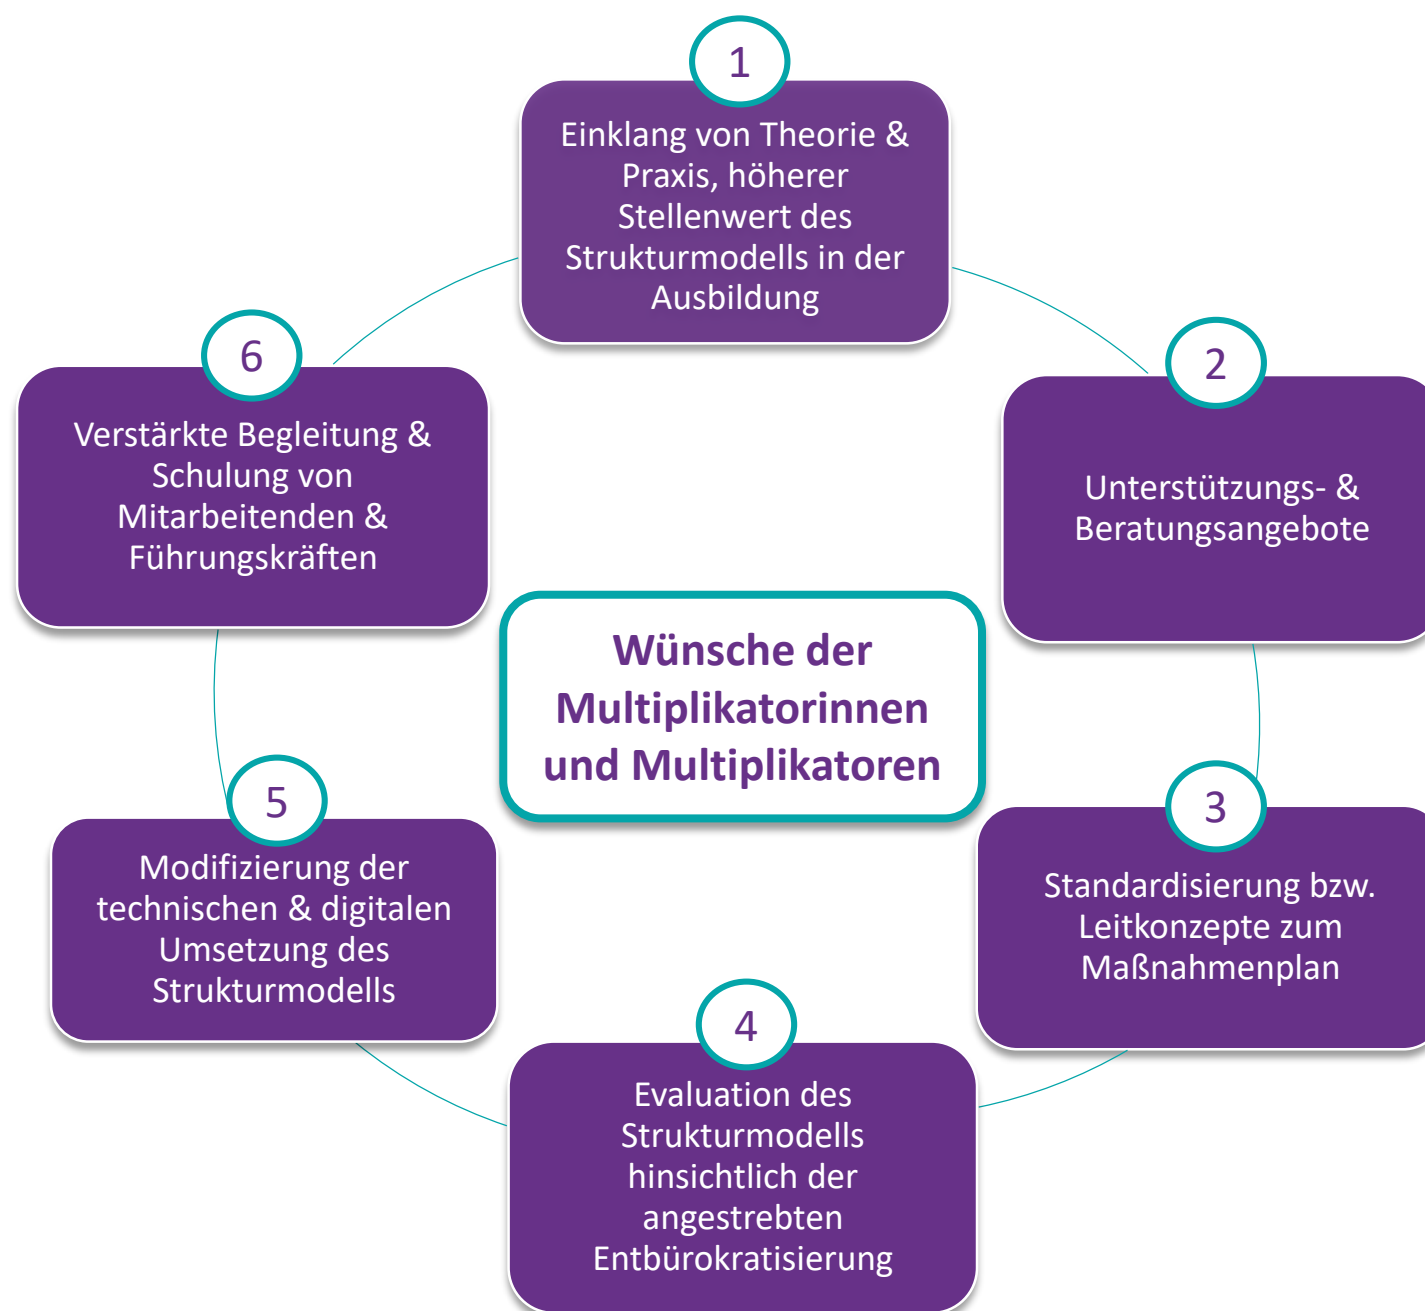 1
Einklang von Theorie &
Praxis, höherer
Stellenwert des
Strukturmodells in der
Ausbildung
2
Unterstützungs- &
Beratungsangebote
3
Standardisierung bzw.
Leitkonzepte zum
Maßnahmenplan
4
Evaluation des
Strukturmodells
hinsichtlich der
angestrebten
Entbürokratisierung
5
Modifizierung der
technischen & digitalen
Umsetzung des
Strukturmodells
6
Verstärkte Begleitung &
Schulung von
Mitarbeitenden &
Führungskräften
Wünsche der
Multiplikatorinnen
und Multiplikatoren